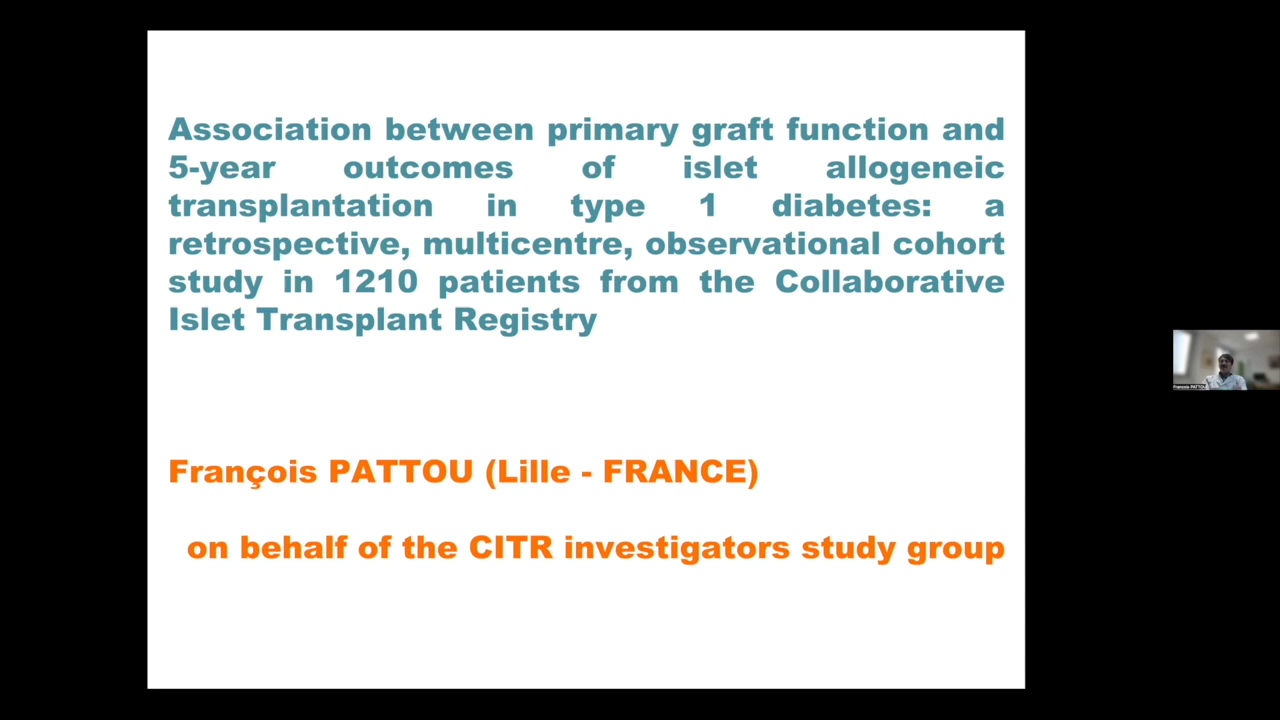 Association between primary graft function and
5-year outcomes of islet allogeneic
transplantation in type 1 diabetes: a
retrospective, multicentre, observational cohort
study in 1210 patients from the Collaborative
Islet Transplant Registry
François PATTOU (Lille - FRANCE)
on behalf of the CITR investigators study group
François PATTOU